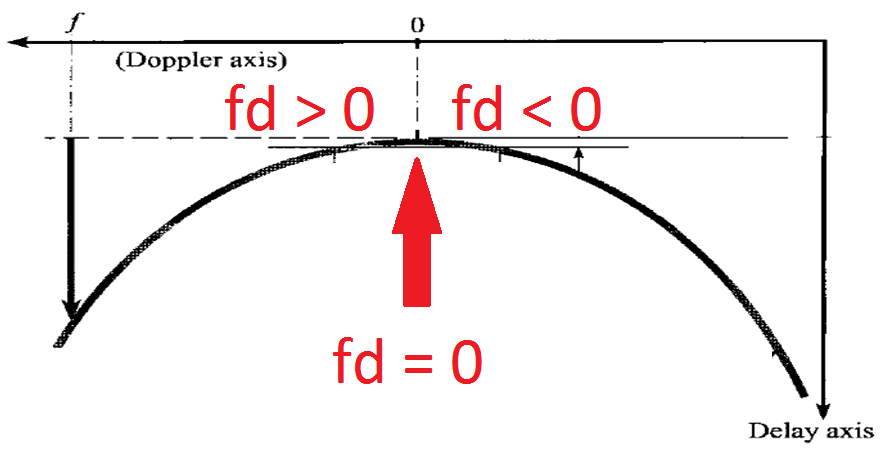 f
0
(Doppler axis)
fd > 0
fd < 0
fd = 0
Delay axis